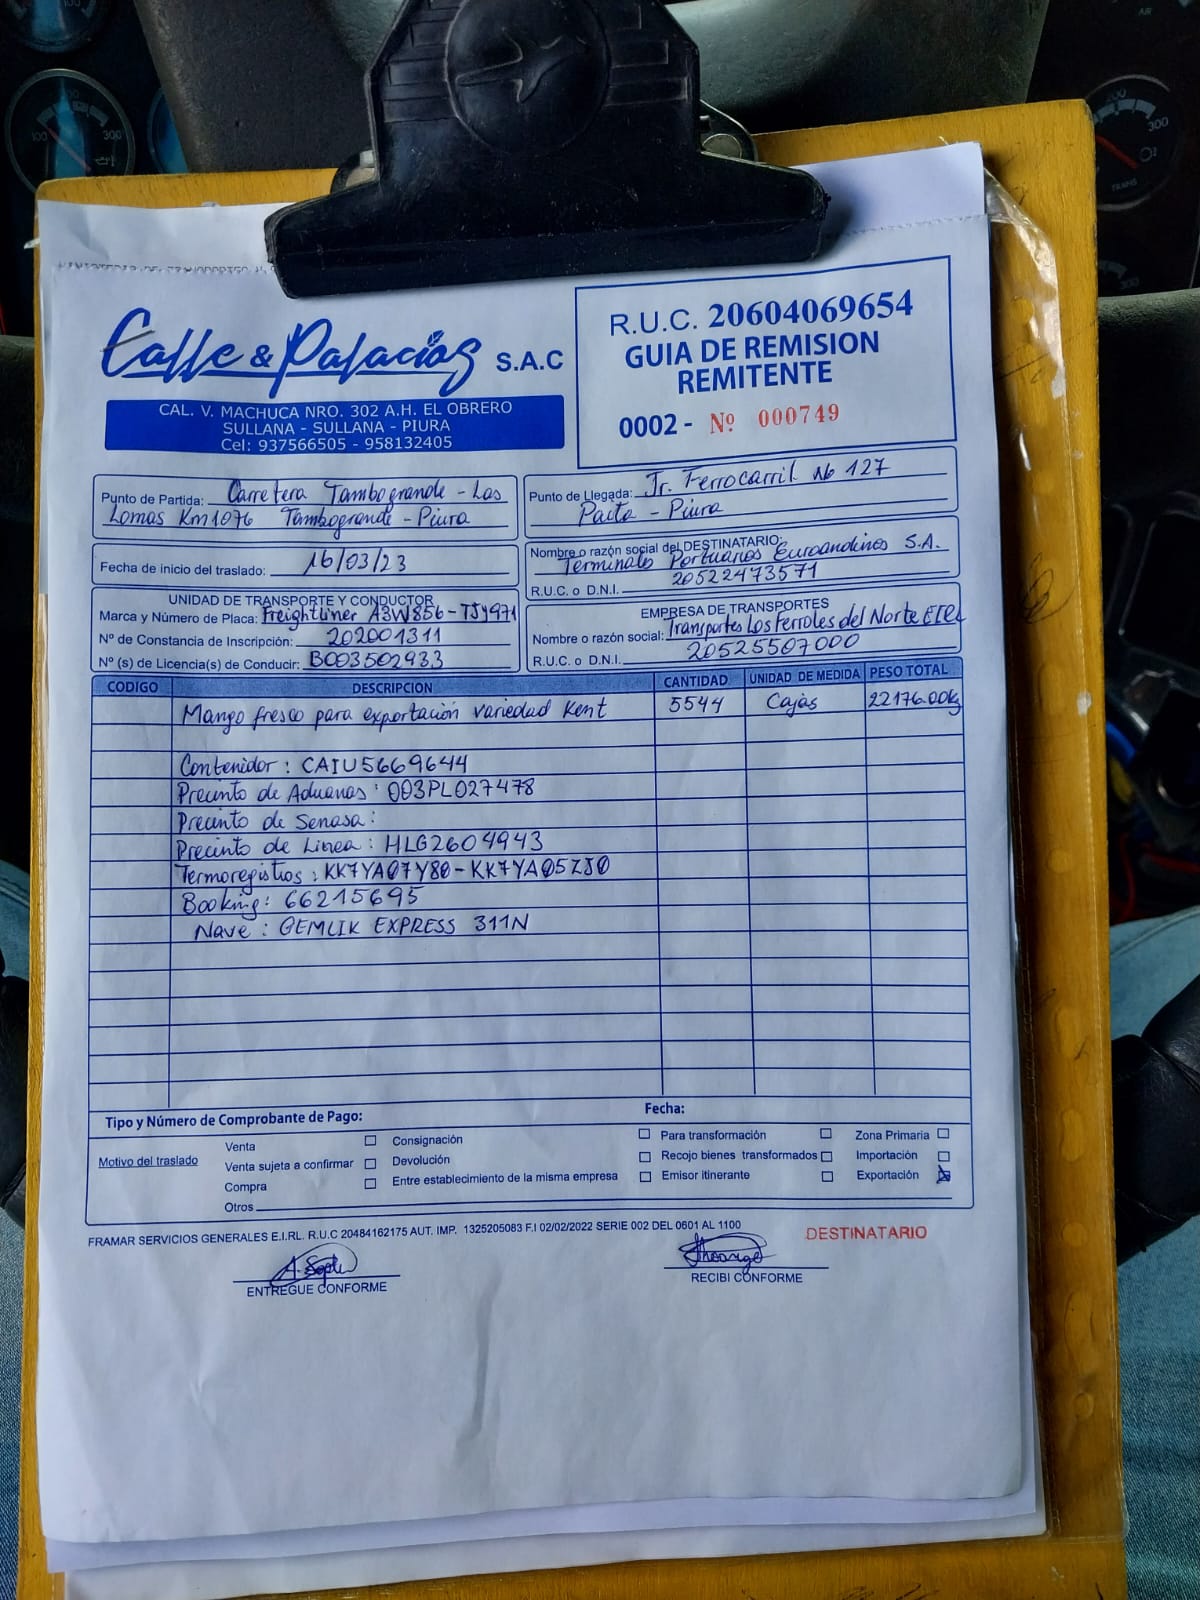 Calle & Palacios S.A.C
CAL. V. MACHUCA NRO. 302 A.H. EL OBRERO
SULLANA - SULLANA - PIURA
Cel: 937566505 - 958132405
R.U.C. 20604069654
GUIA DE REMISION
REMITENTE
0002 - Nº 000749
Punto de Partida: Carretera Tambogrande - Las
Lomas Km1076 Tambogrande - Piura
Punto de Llegada: Jr. Ferrocarril No 127
Paita - Piura
Fecha de inicio del traslado: 16/03/23
Nombre o razón social del DESTINATARIO:
Terminales Portuarios Euroandinos S.A.
R.U.C. o D.N.I. 20522473571
UNIDAD DE TRANSPORTE Y CONDUCTOR
Marca y Número de Placa: Freightliner A3W856-TJY971
Nº de Constancia de Inscripción: 202001311
Nº (s) de Licencia(s) de Conducir: B003502933
EMPRESA DE TRANSPORTES
Nombre o razón social: Transportes Los Ferroles del Norte EIRL
R.U.C. o D.N.I. 20525507000
CODIGO DESCRIPCION CANTIDAD UNIDAD DE MEDIDA PESO TOTAL
Mango fresco para exportación variedad Kent 5544 Cajas 22176.00kg
Contenidor : CAIU5669644
Precinto de Aduanas : 003PL027478
Precinto de Senasa:
Precinto de Linea : HLG2604943
Termoregistros : KK7YA07Y80-KK7YA05ZJ0
Booking: 66215695
Nave : GEMLIK EXPRESS 311N
Tipo y Número de Comprobante de Pago: Fecha:
Motivo del traslado
Venta
Venta sujeta a confirmar
Compra
Otros
Consignación
Devolución
Entre establecimiento de la misma empresa
Para transformación
Recojo bienes transformados
Emisor itinerante
Zona Primaria
Importación
Exportación
FRAMAR SERVICIOS GENERALES E.I.RL. R.U.C 20484162175 AUT. IMP. 1325205083 F.I 02/02/2022 SERIE 002 DEL 0601 AL 1100
DESTINATARIO
ENTREGUE CONFORME
RECIBI CONFORME
100
300
200
300
TRANS
AIR